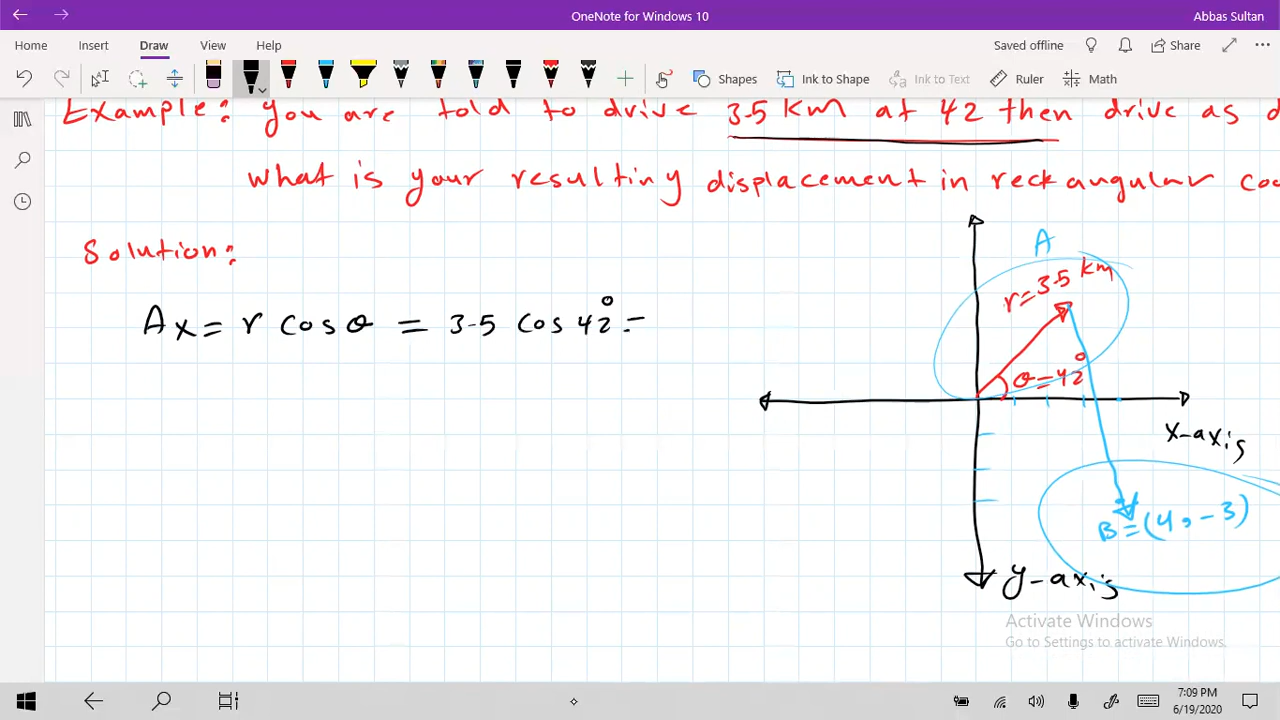 OneNote for Windows 10
Abbas Sultan
Home Insert Draw View Help
Saved offline Share
Shapes Ink to Shape Ink to Text Ruler Math
Example: you are told to drive 3.5 km at 42 then drive as
what is your resulting displacement in reckangular
Solution:
Ax = r cos θ = 3.5 cos 42° =
A
r = 3.5 km
θ = 42°
x-axis
B = (4, -3)
y-axis
Activate Windows
Go to Settings to activate Windows.
7:09 PM
6/19/2020